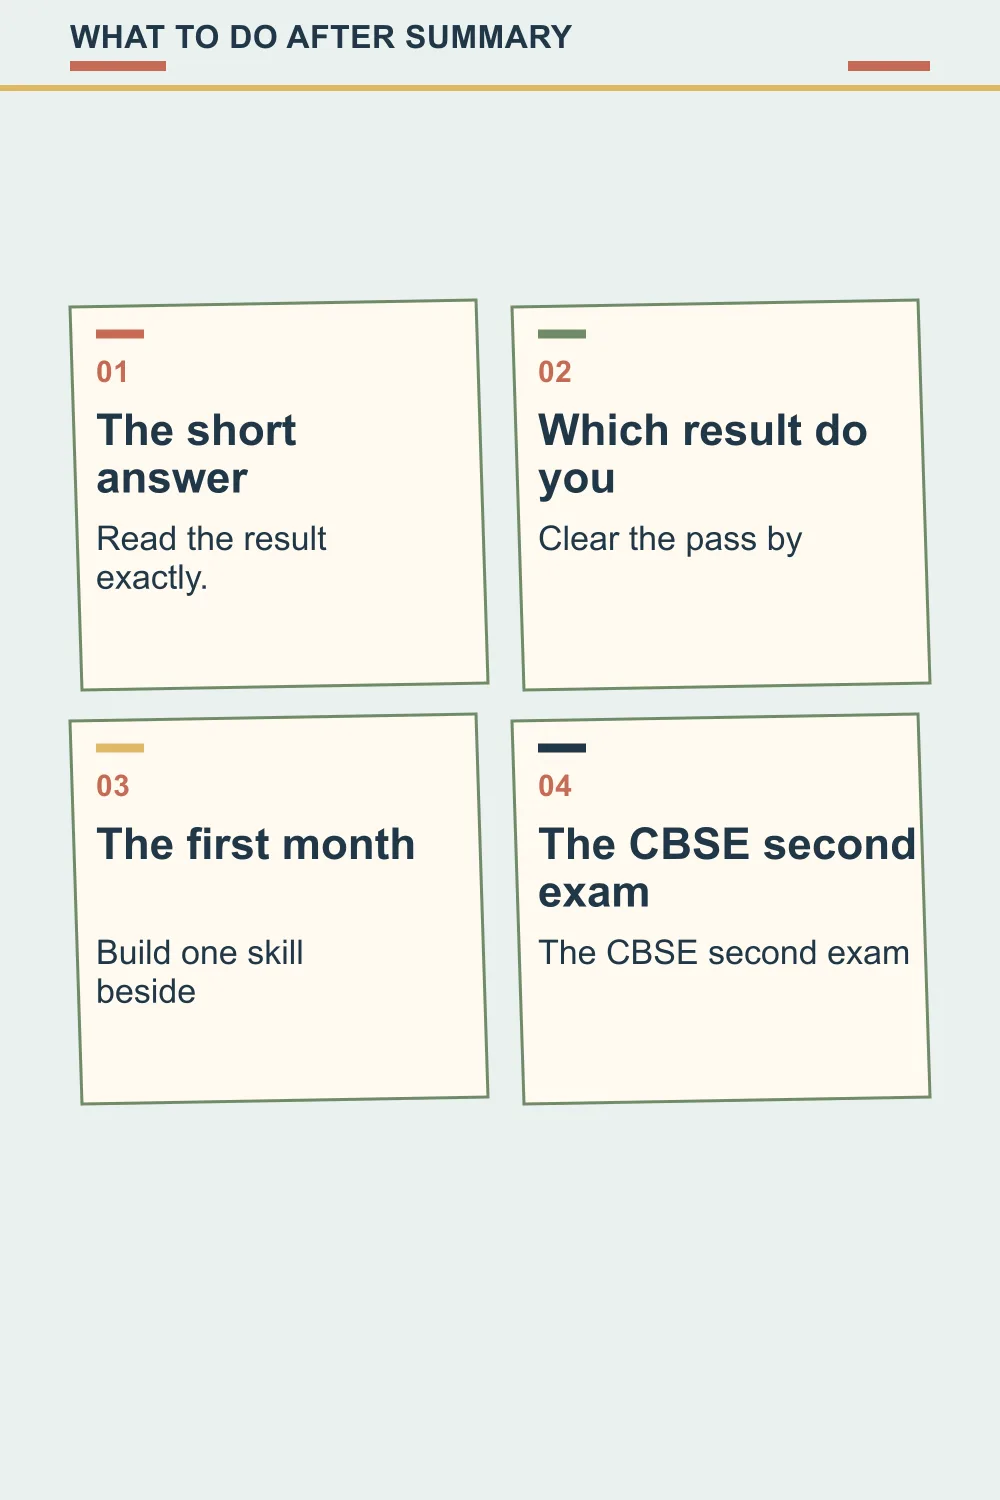 WHAT TO DO AFTER SUMMARY
01
The short
answer
Read the result
exactly.
02
Which result do
you
Clear the pass by
03
The first month
Build one skill
beside
04
The CBSE second
exam
The CBSE second exam